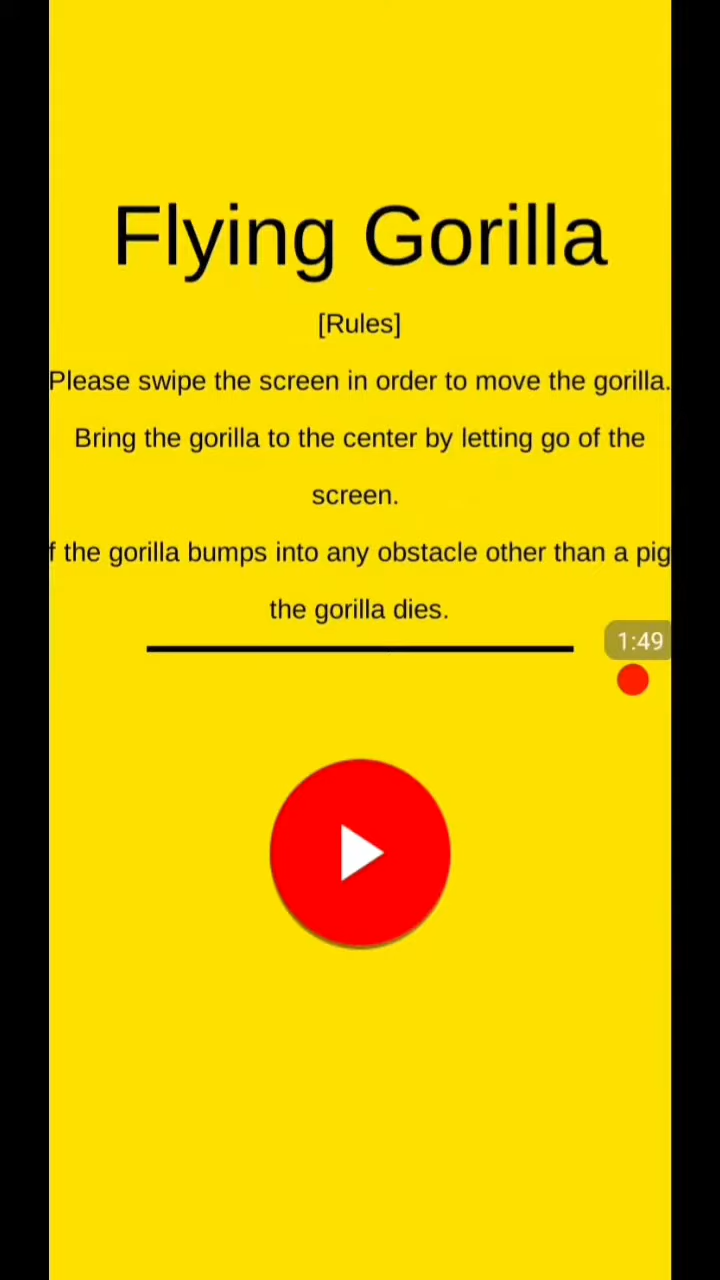 Flying Gorilla
[Rules]
Please swipe the screen in order to move the gorilla.
Bring the gorilla to the center by letting go of the
screen.
f the gorilla bumps into any obstacle other than a pig
the gorilla dies.
1:49